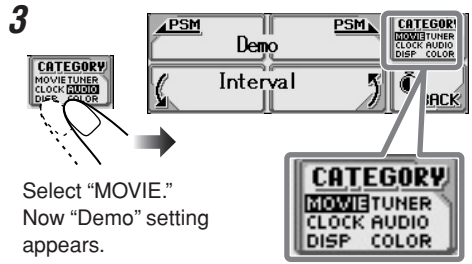 3
CATEGORY
MOVIE TUNER
CLOCK AUDIO
DISP COLOR
PSM PSM
Demo
Interval
CATEGORY
MOVIE TUNER
CLOCK AUDIO
DISP COLOR
BACK
Select “MOVIE.”
Now “Demo” setting
appears.
CATEGORY
MOVIE TUNER
CLOCK AUDIO
DISP COLOR